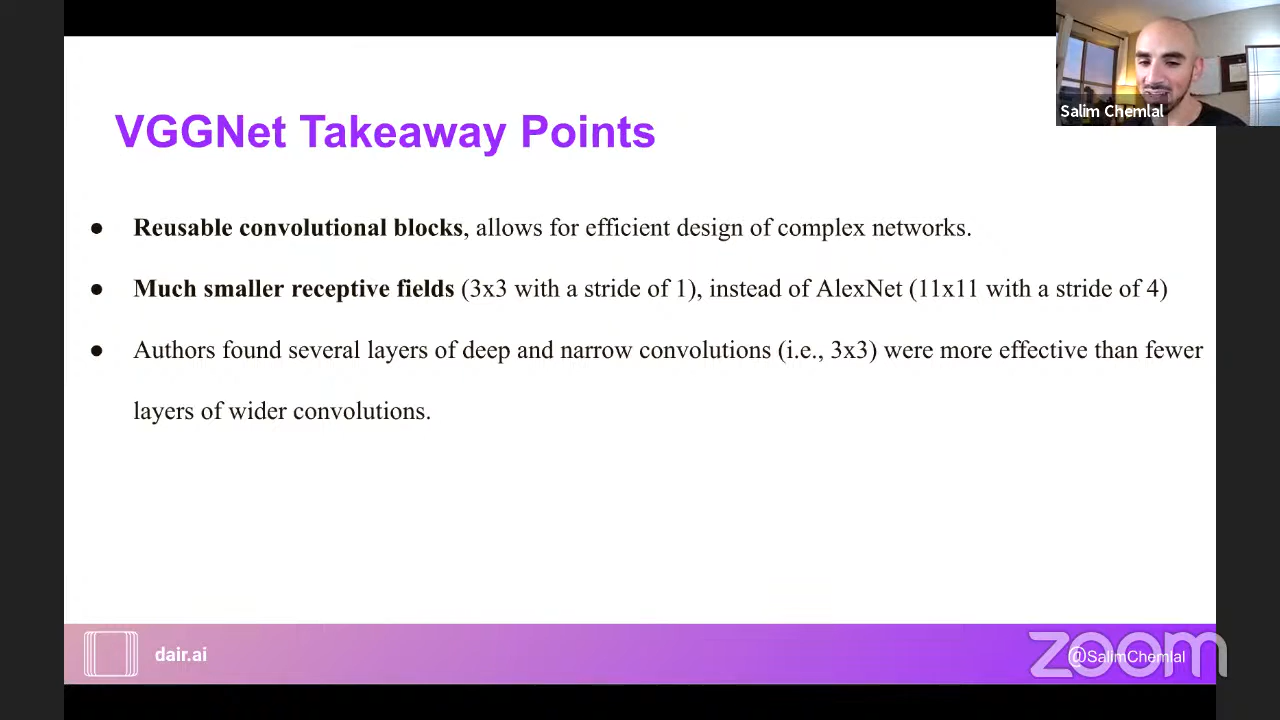 Salim Chemlal
VGGNet Takeaway Points
● Reusable convolutional blocks, allows for efficient design of complex networks.
● Much smaller receptive fields (3x3 with a stride of 1), instead of AlexNet (11x11 with a stride of 4)
● Authors found several layers of deep and narrow convolutions (i.e., 3x3) were more effective than fewer
layers of wider convolutions.
dair.ai
@SalimChemlal
zoom